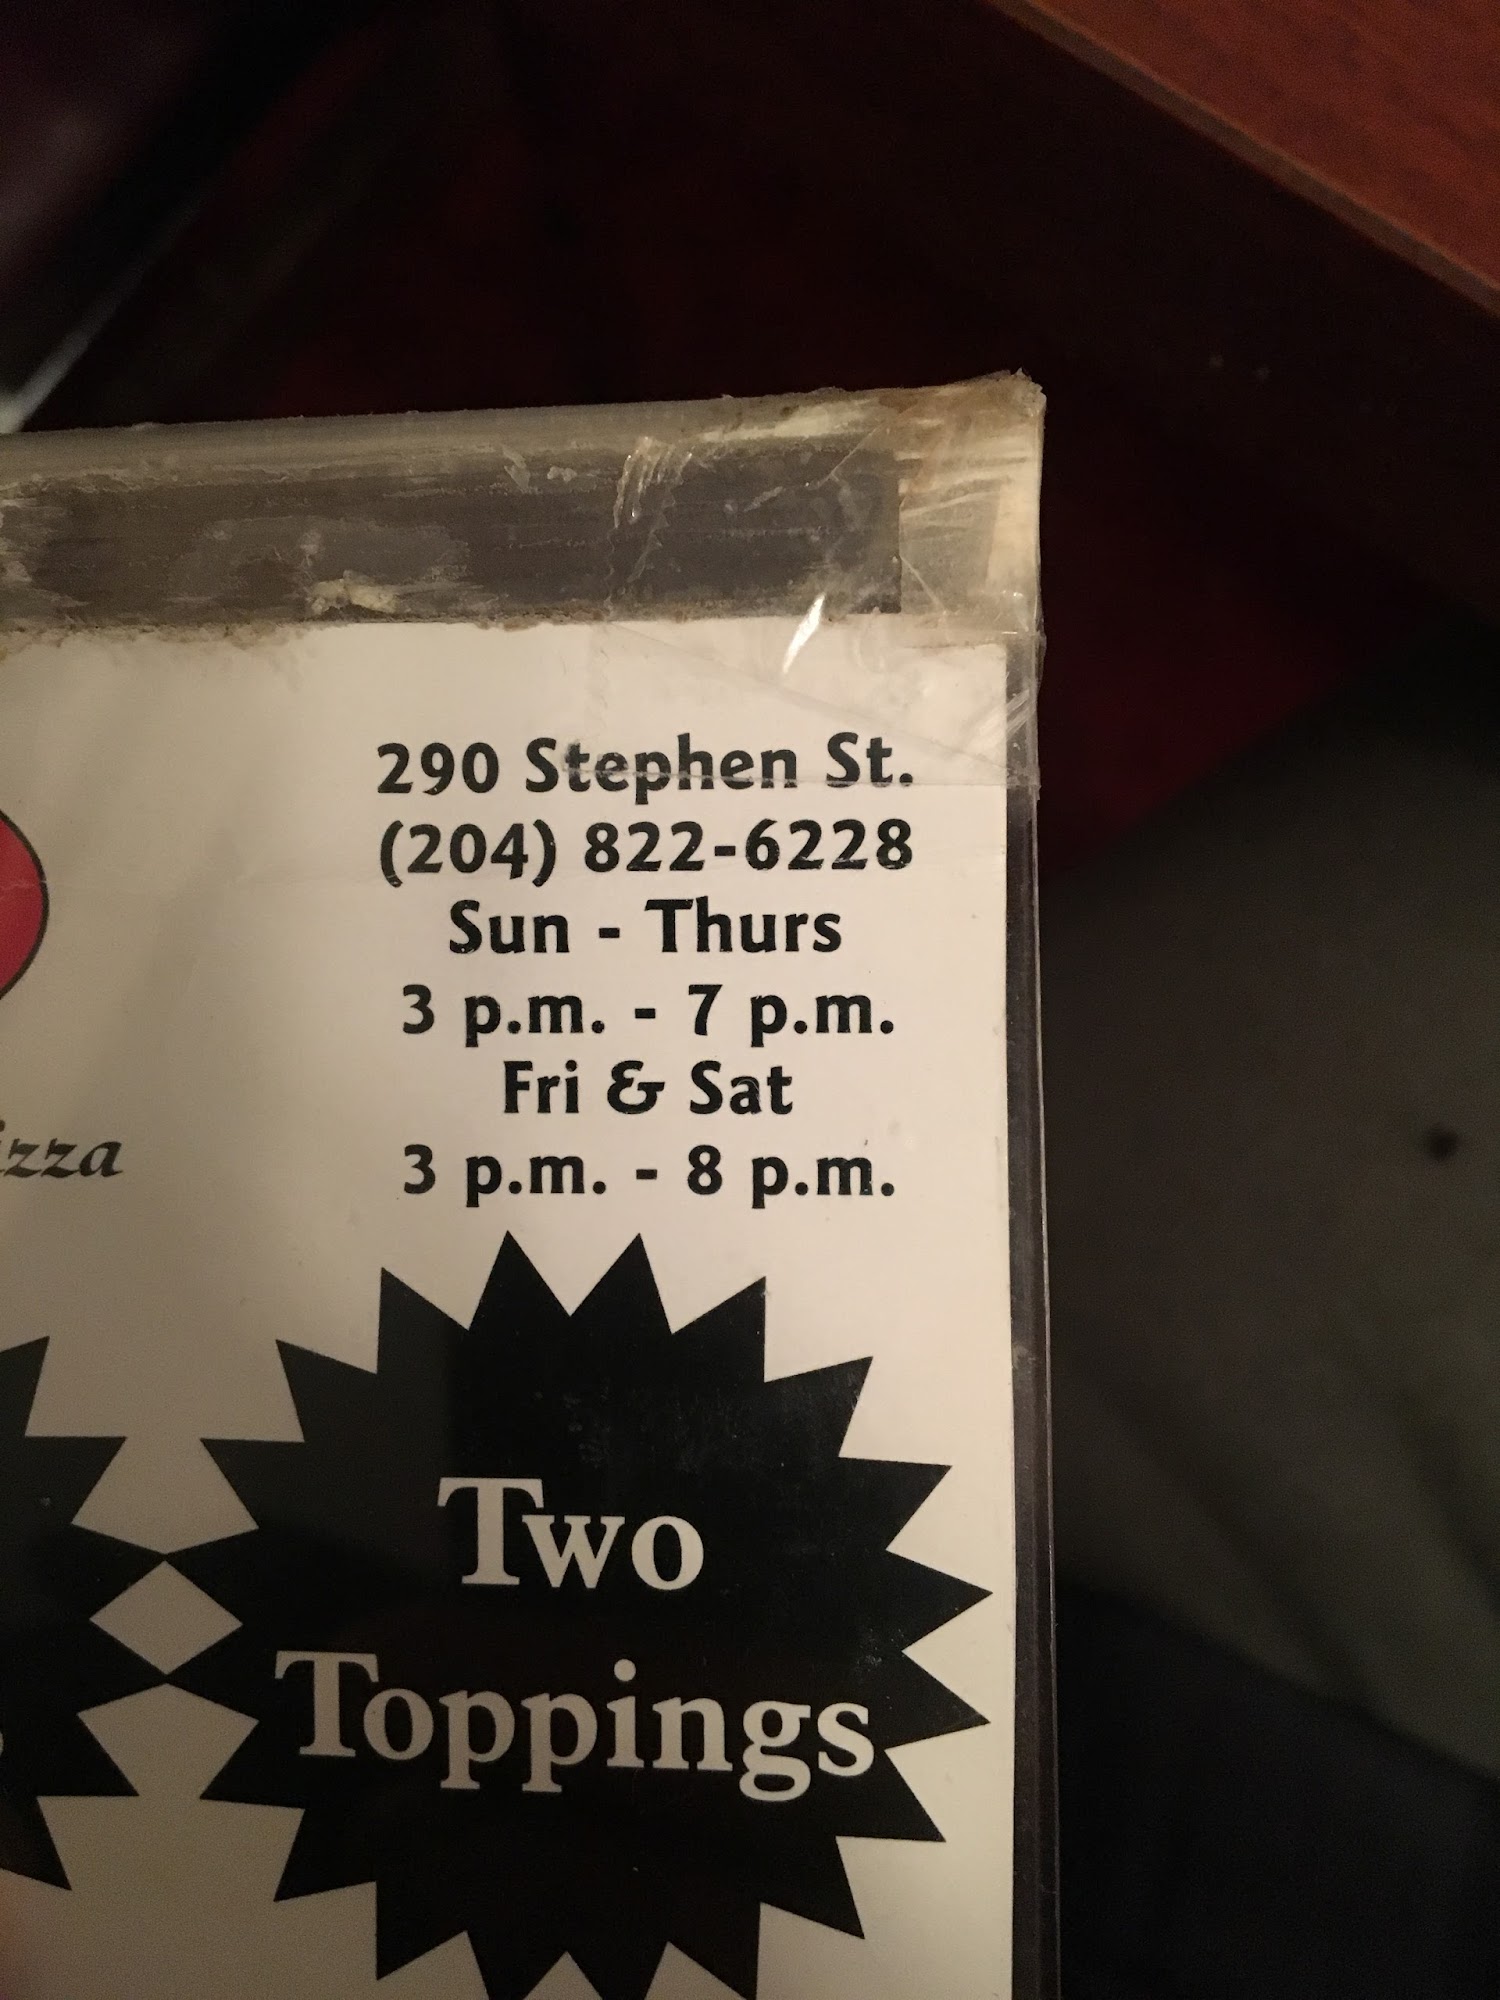 290 Stephen St.
(204) 822-6228
Sun - Thurs
3 p.m. - 7 p.m.
Fri & Sat
3 p.m. - 8 p.m.
izza
Two
Toppings